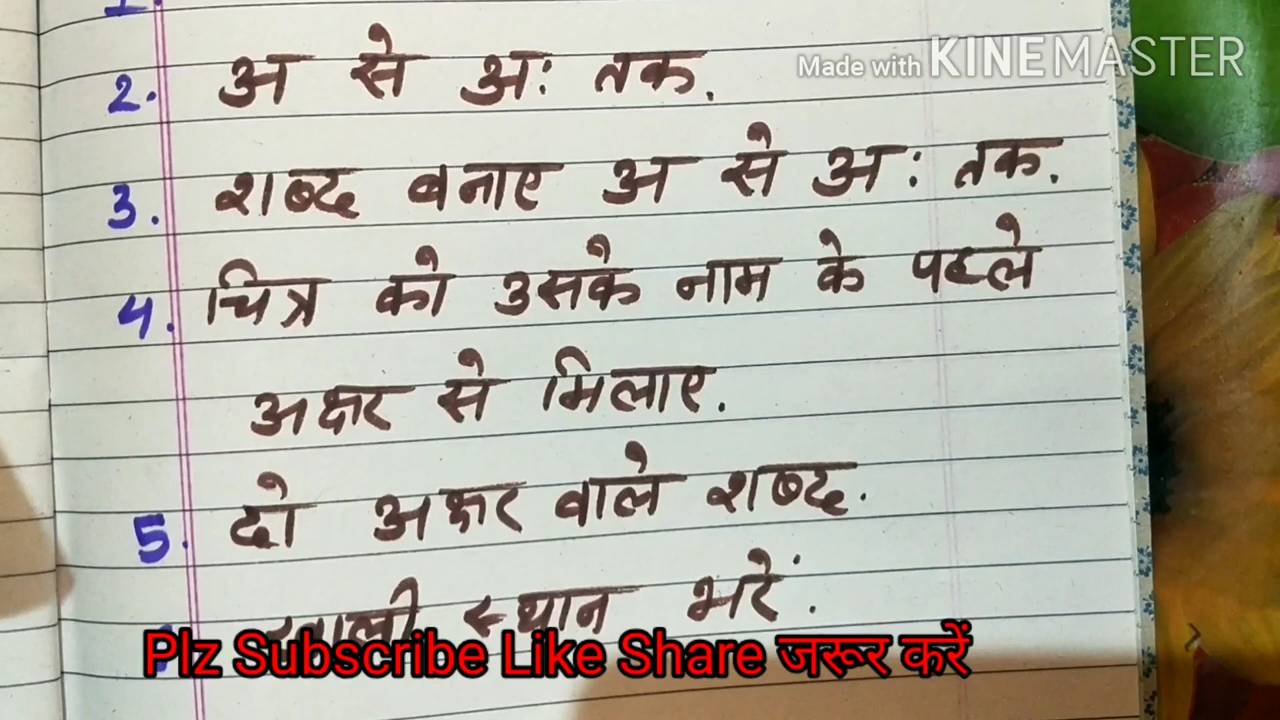 1.
Made with KINEMASTER
2. अ से अः तक.
3. शब्द बनाए अ से अः तक.
4. चित्र को उसके नाम के पहले
अक्षर से मिलाए.
5. दो अक्षर वाले शब्द.
खाली स्थान भरें.
Plz Subscribe Like Share जरूर करें